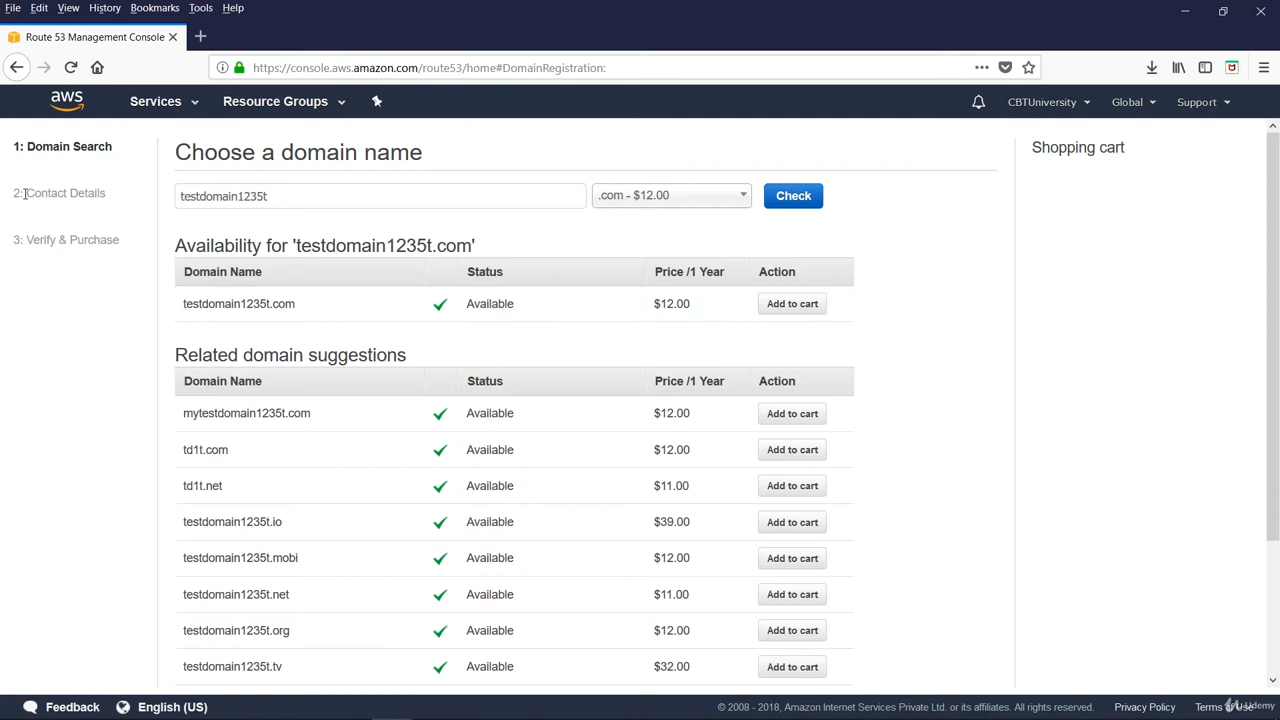 File Edit View History Bookmarks Tools Help
Route 53 Management Console
https://console.aws.amazon.com/route53/home#DomainRegistration:
aws Services Resource Groups CBTUniversity Global Support
1: Domain Search
2: Contact Details
3: Verify & Purchase
Choose a domain name
testdomain1235t .com - $12.00 Check
Availability for 'testdomain1235t.com'
Domain Name Status Price /1 Year Action
testdomain1235t.com Available $12.00 Add to cart
Related domain suggestions
Domain Name Status Price /1 Year Action
mytestdomain1235t.com Available $12.00 Add to cart
td1t.com Available $12.00 Add to cart
td1t.net Available $11.00 Add to cart
testdomain1235t.io Available $39.00 Add to cart
testdomain1235t.mobi Available $12.00 Add to cart
testdomain1235t.net Available $11.00 Add to cart
testdomain1235t.org Available $12.00 Add to cart
testdomain1235t.tv Available $32.00 Add to cart
Shopping cart
Feedback English (US) © 2008 - 2018, Amazon Internet Services Private Ltd. or its affiliates. All rights reserved. Privacy Policy Terms of Use
Udemy